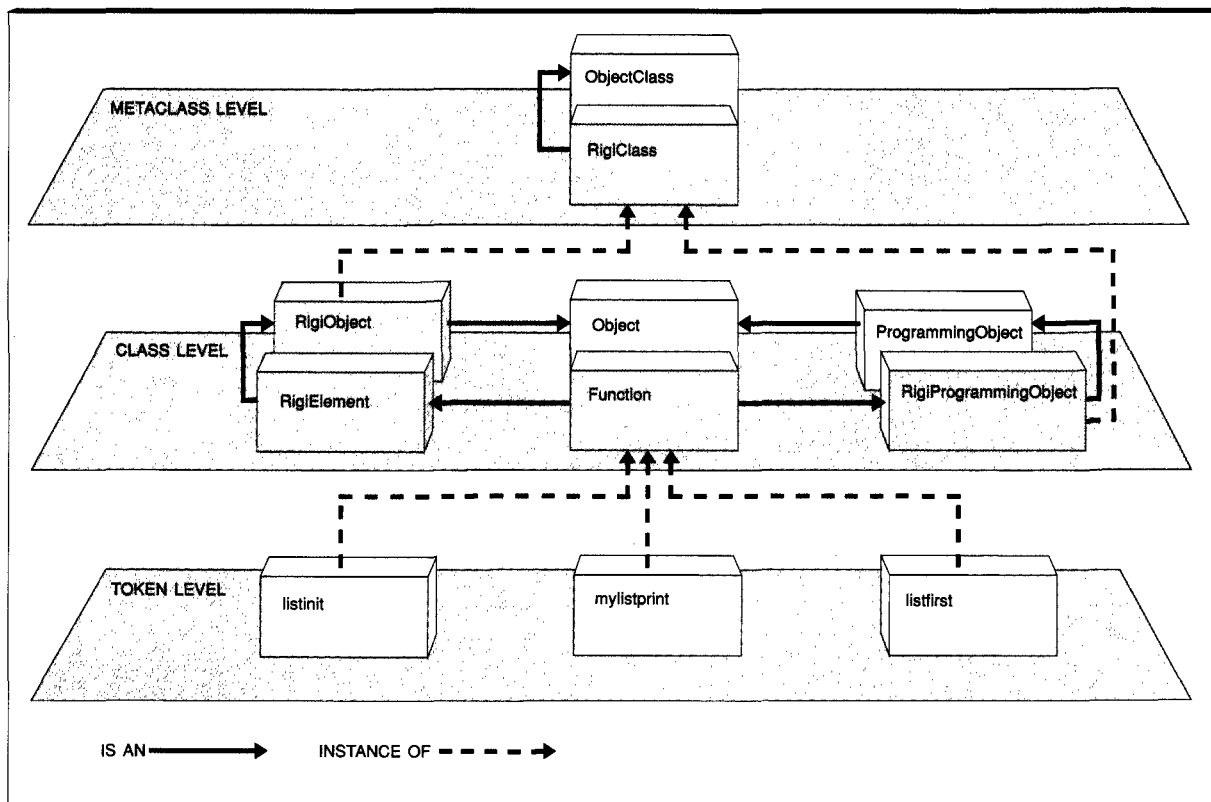 ObjectClass
METACLASS LEVEL
RigiClass
RigiObject
Object
ProgrammingObject
CLASS LEVEL
RigiElement
Function
RigiProgrammingObject
TOKEN LEVEL
listinit
mylistprint
listfirst
IS AN
INSTANCE OF